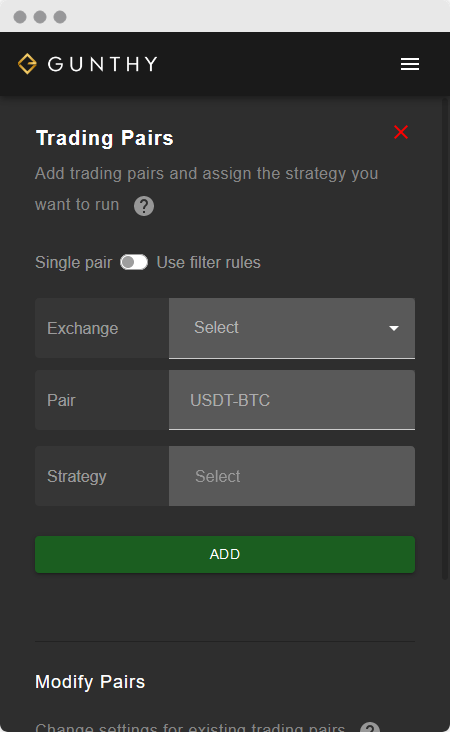 GUNTHY
Trading Pairs
Add trading pairs and assign the strategy you
want to run ?
Single pair Use filter rules
Exchange Select
Pair USDT-BTC
Strategy Select
ADD
Modify Pairs
Change settings for existing trading pairs ?